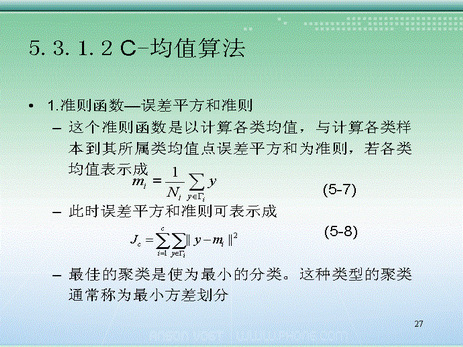 5.3.1.2 C-均值算法
• 1.准则函数—误差平方和准则
– 这个准则函数是以计算各类均值，与计算各类样
本到其所属类均值点误差平方和为准则，若各类
均值表示成
m_i = \frac{1}{N_i} \sum_{y∈Γ_i} y
(5-7)
– 此时误差平方和准则可表示成
(5-8)
J_c = \sum_{i=1}^{c} \sum_{y∈Γ_i} || y − m_i ||^2
– 最佳的聚类是使为最小的分类。这种类型的聚类
通常称为最小方差划分
27